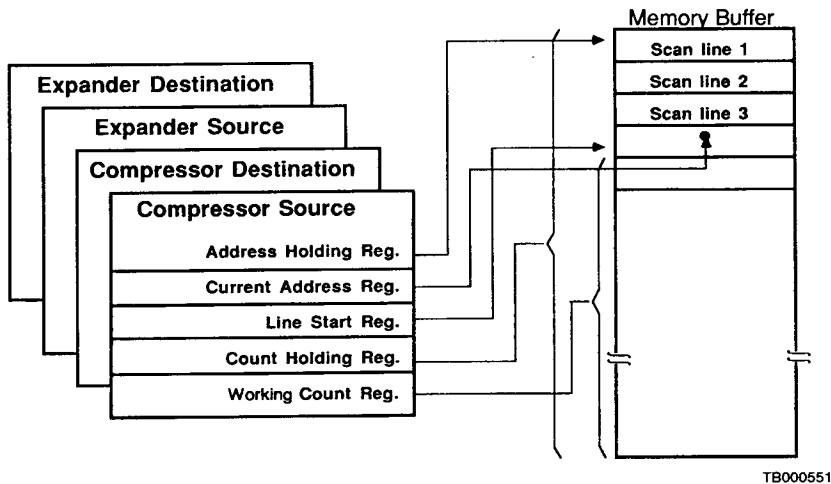 Memory Buffer
Scan line 1
Scan line 2
Scan line 3
Expander Destination
Expander Source
Compressor Destination
Compressor Source
Address Holding Reg.
Current Address Reg.
Line Start Reg.
Count Holding Reg.
Working Count Reg.
TB000551